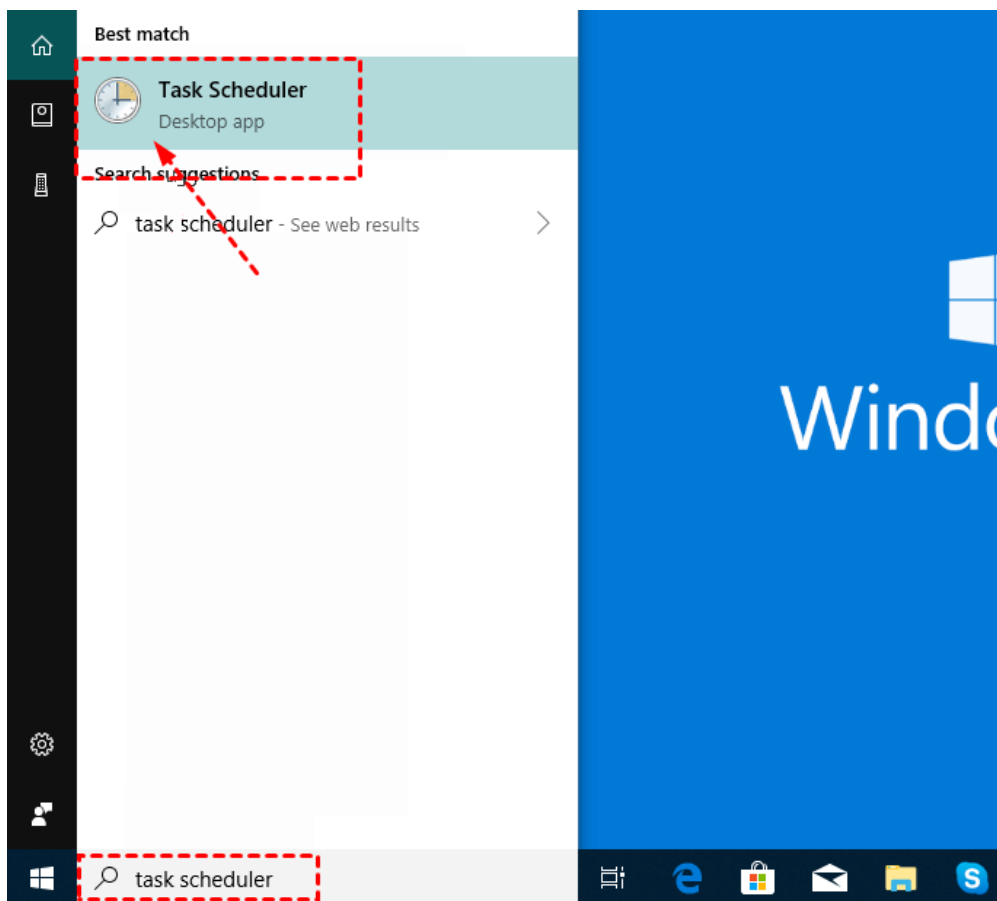 Best match
Task Scheduler
Desktop app
Search suggestions
task scheduler - See web results
Windo
task scheduler